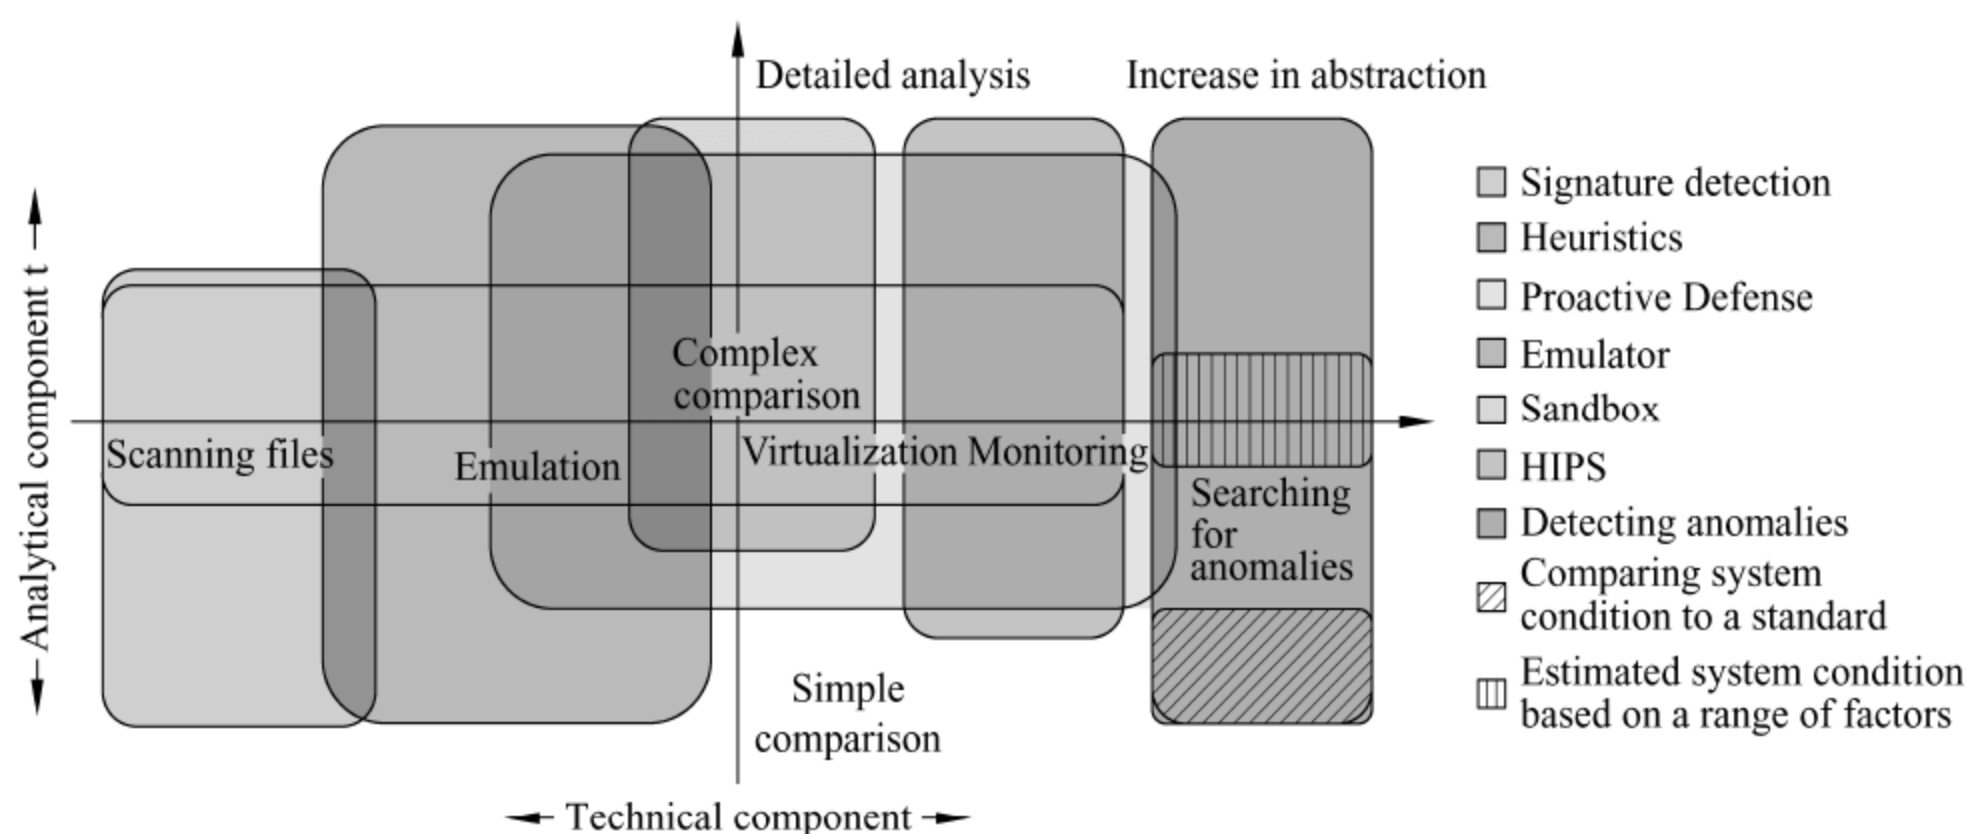 Detailed analysis
Increase in abstraction
Analytical component t
Complex
comparison
Scanning files
Emulation
Virtualization
Monitoring
Searching
for
anomalies
Simple
comparison
Technical component
Signature detection
Heuristics
Proactive Defense
Emulator
Sandbox
HIPS
Detecting anomalies
Comparing system
condition to a standard
Estimated system condition
based on a range of factors